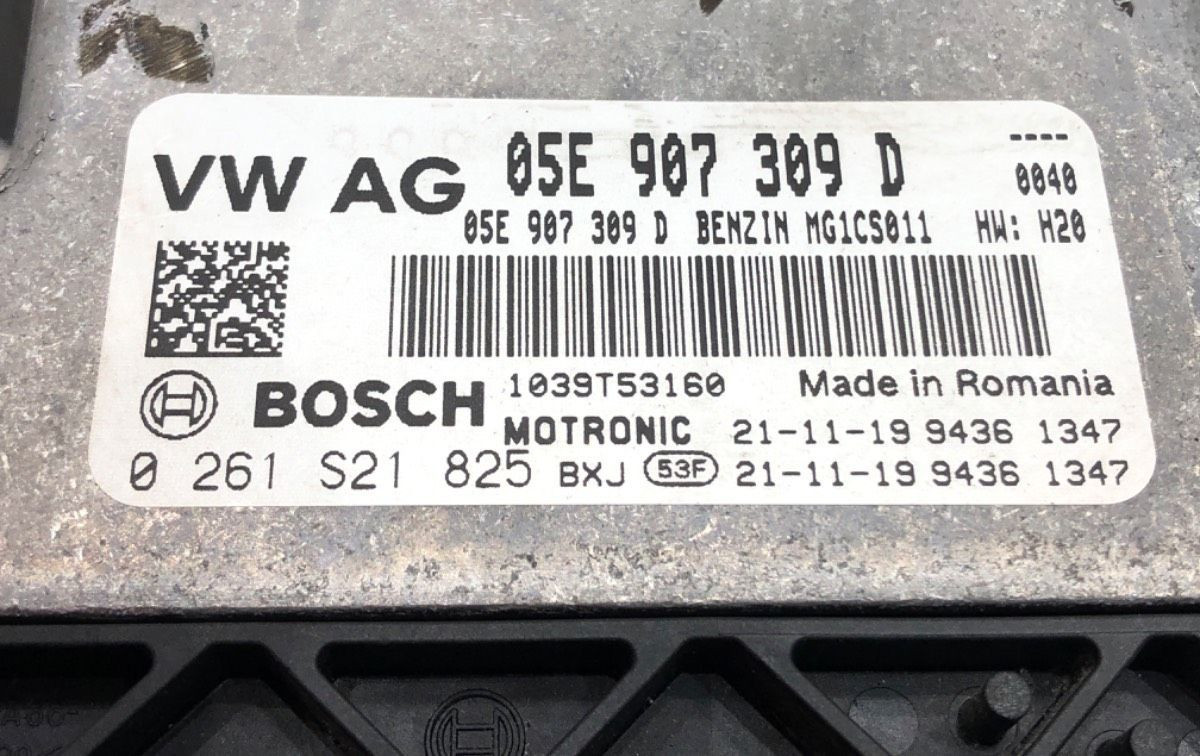 VW AG 05E 907 309 D ----
0040
05E 907 309 D BENZIN MG1CS011 HW: H20
BOSCH 1039T53160 Made in Romania
MOTRONIC 21-11-19 9436 1347
0 261 S21 825 BXJ 53F 21-11-19 9436 1347